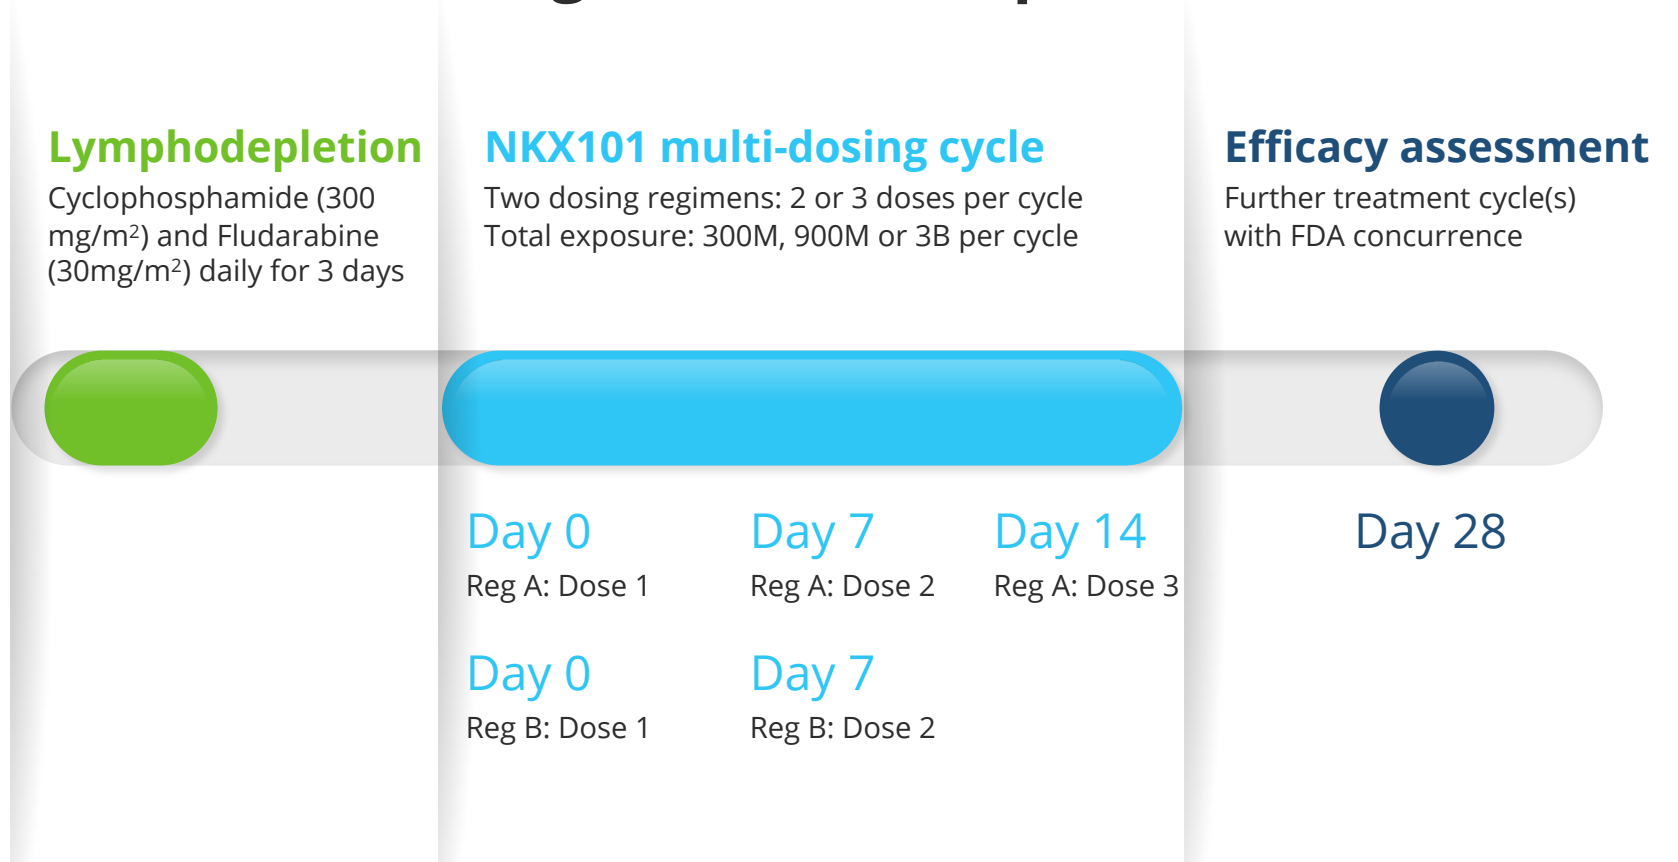 Lymphodepletion
Cyclophosphamide (300
mg/m²) and Fludarabine
(30mg/m²) daily for 3 days
NKX101 multi-dosing cycle
Two dosing regimens: 2 or 3 doses per cycle
Total exposure: 300M, 900M or 3B per cycle
Efficacy assessment
Further treatment cycle(s)
with FDA concurrence
Day 0
Reg A: Dose 1
Day 7
Reg A: Dose 2
Day 14
Reg A: Dose 3
Day 28
Day 0
Reg B: Dose 1
Day 7
Reg B: Dose 2